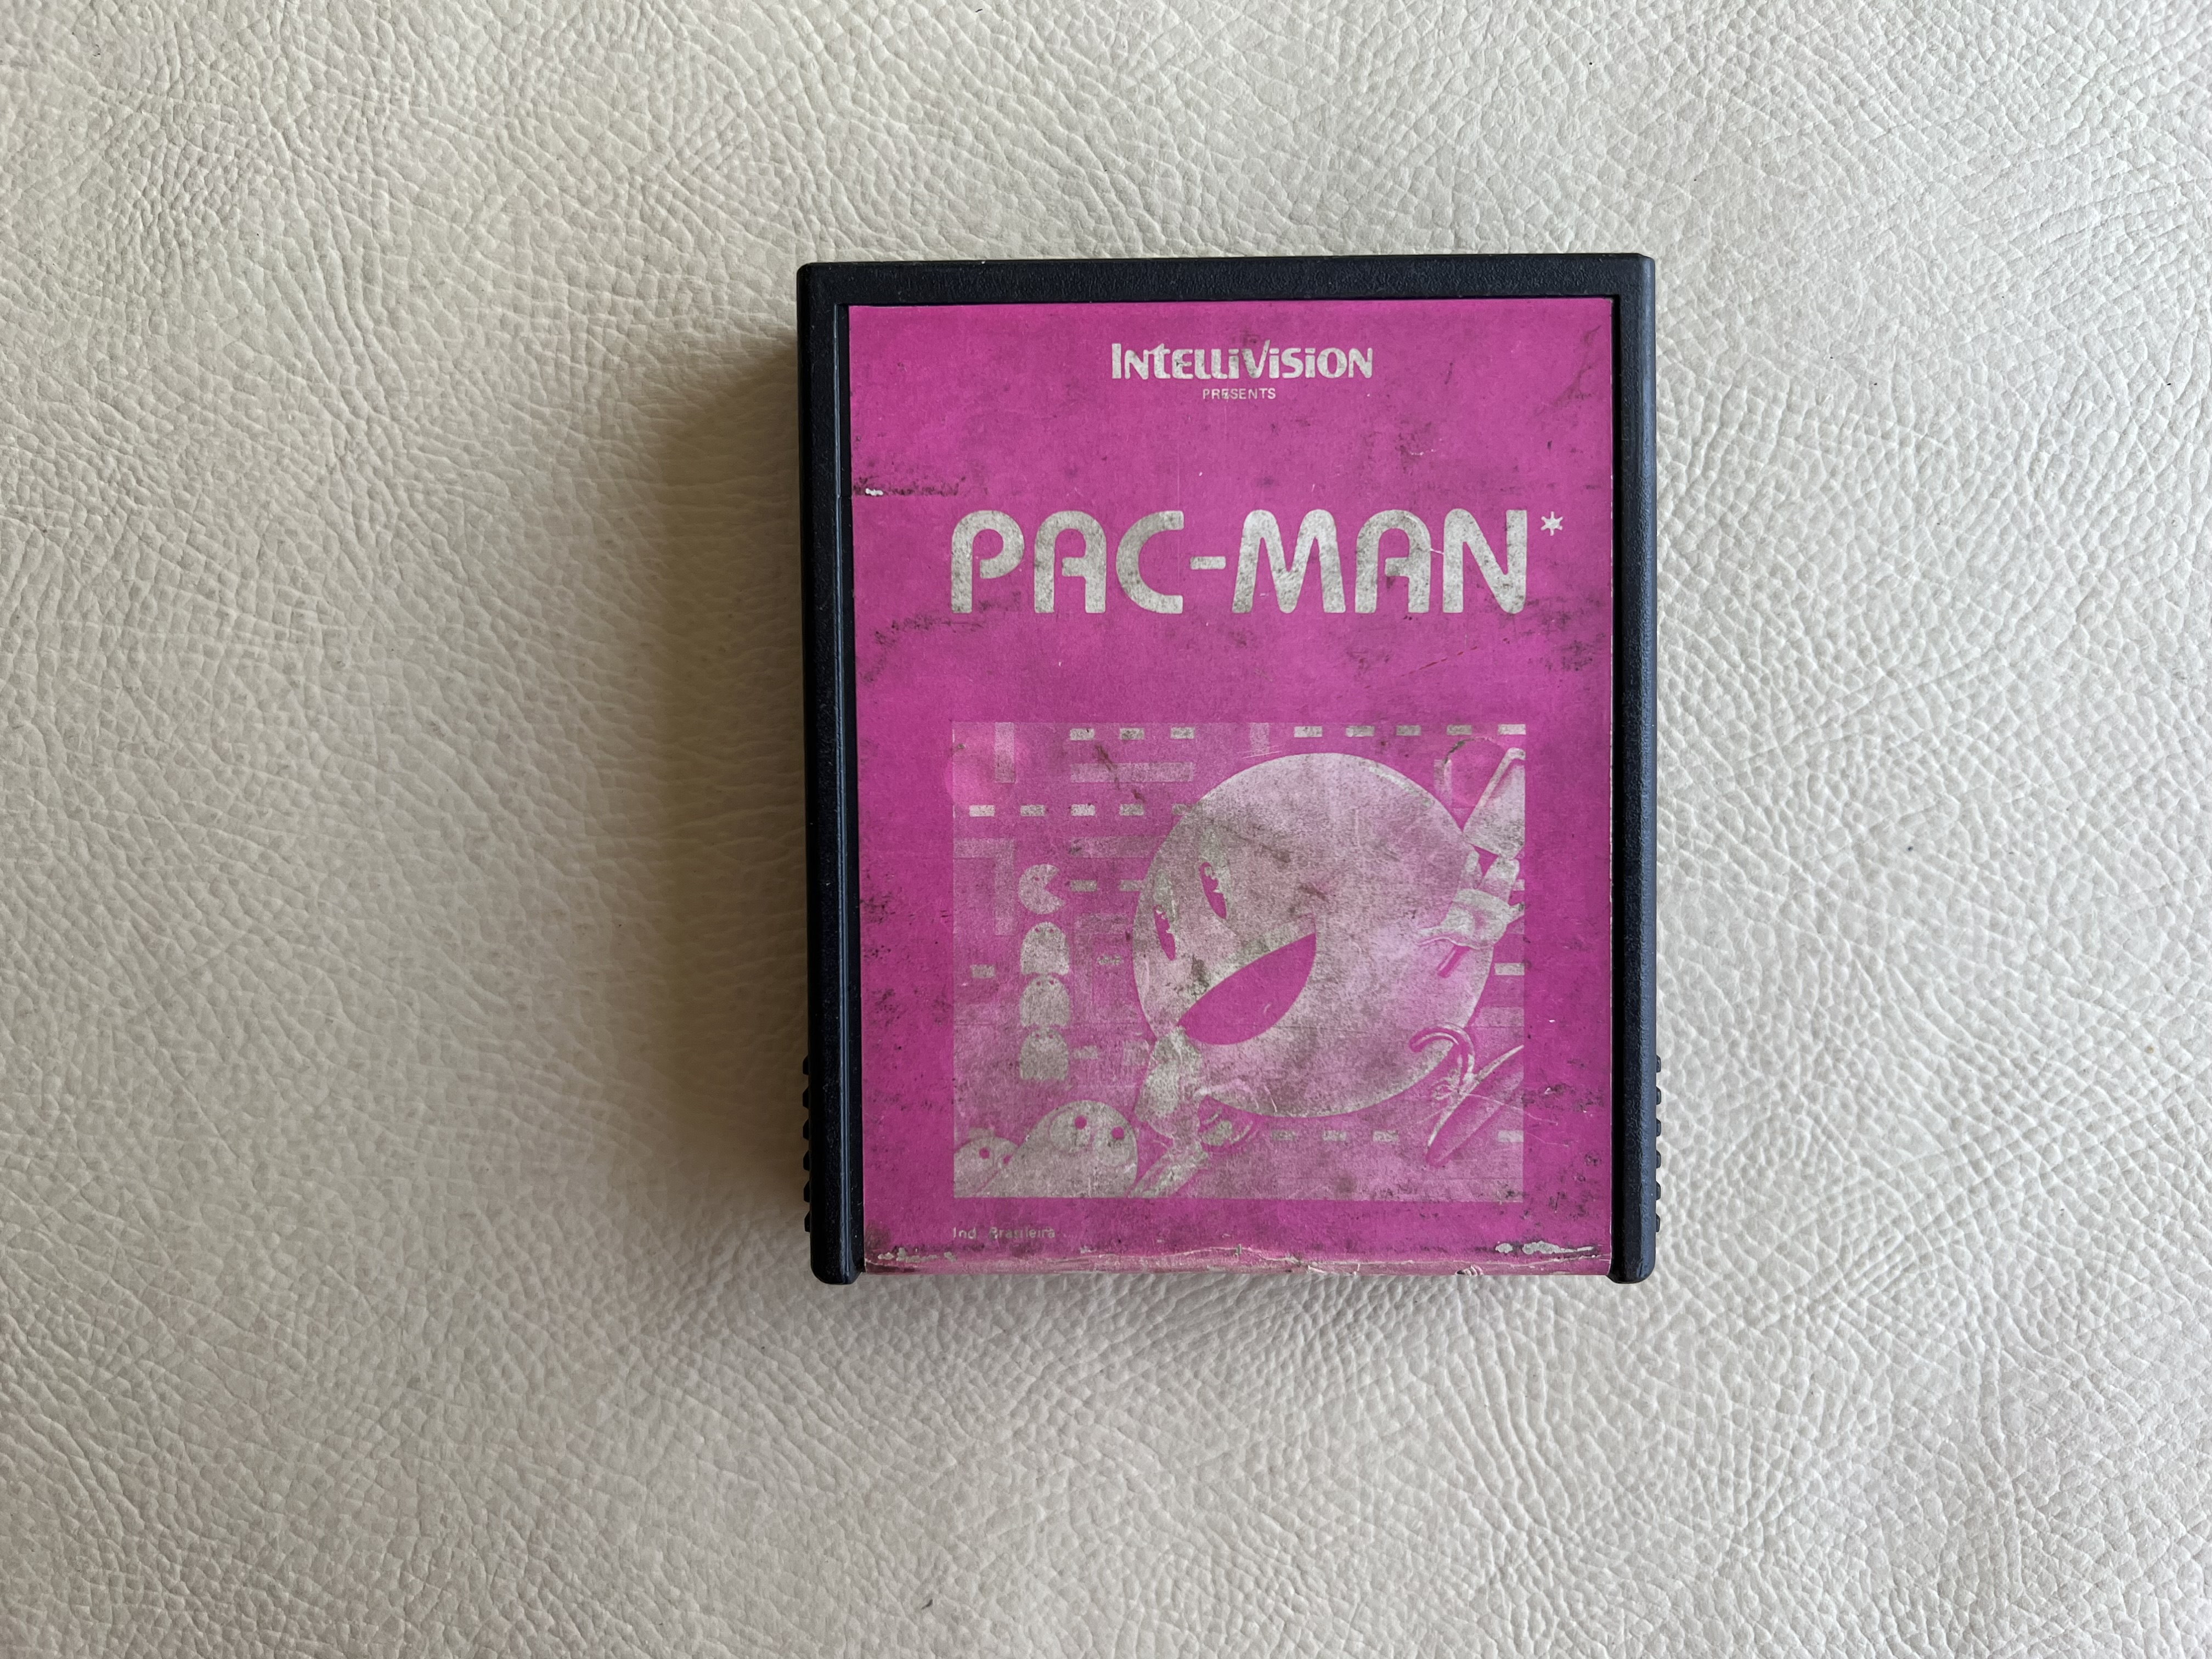 INTELLIVISION
PRESENTS
PAC-MAN*
Ind. Brasileira